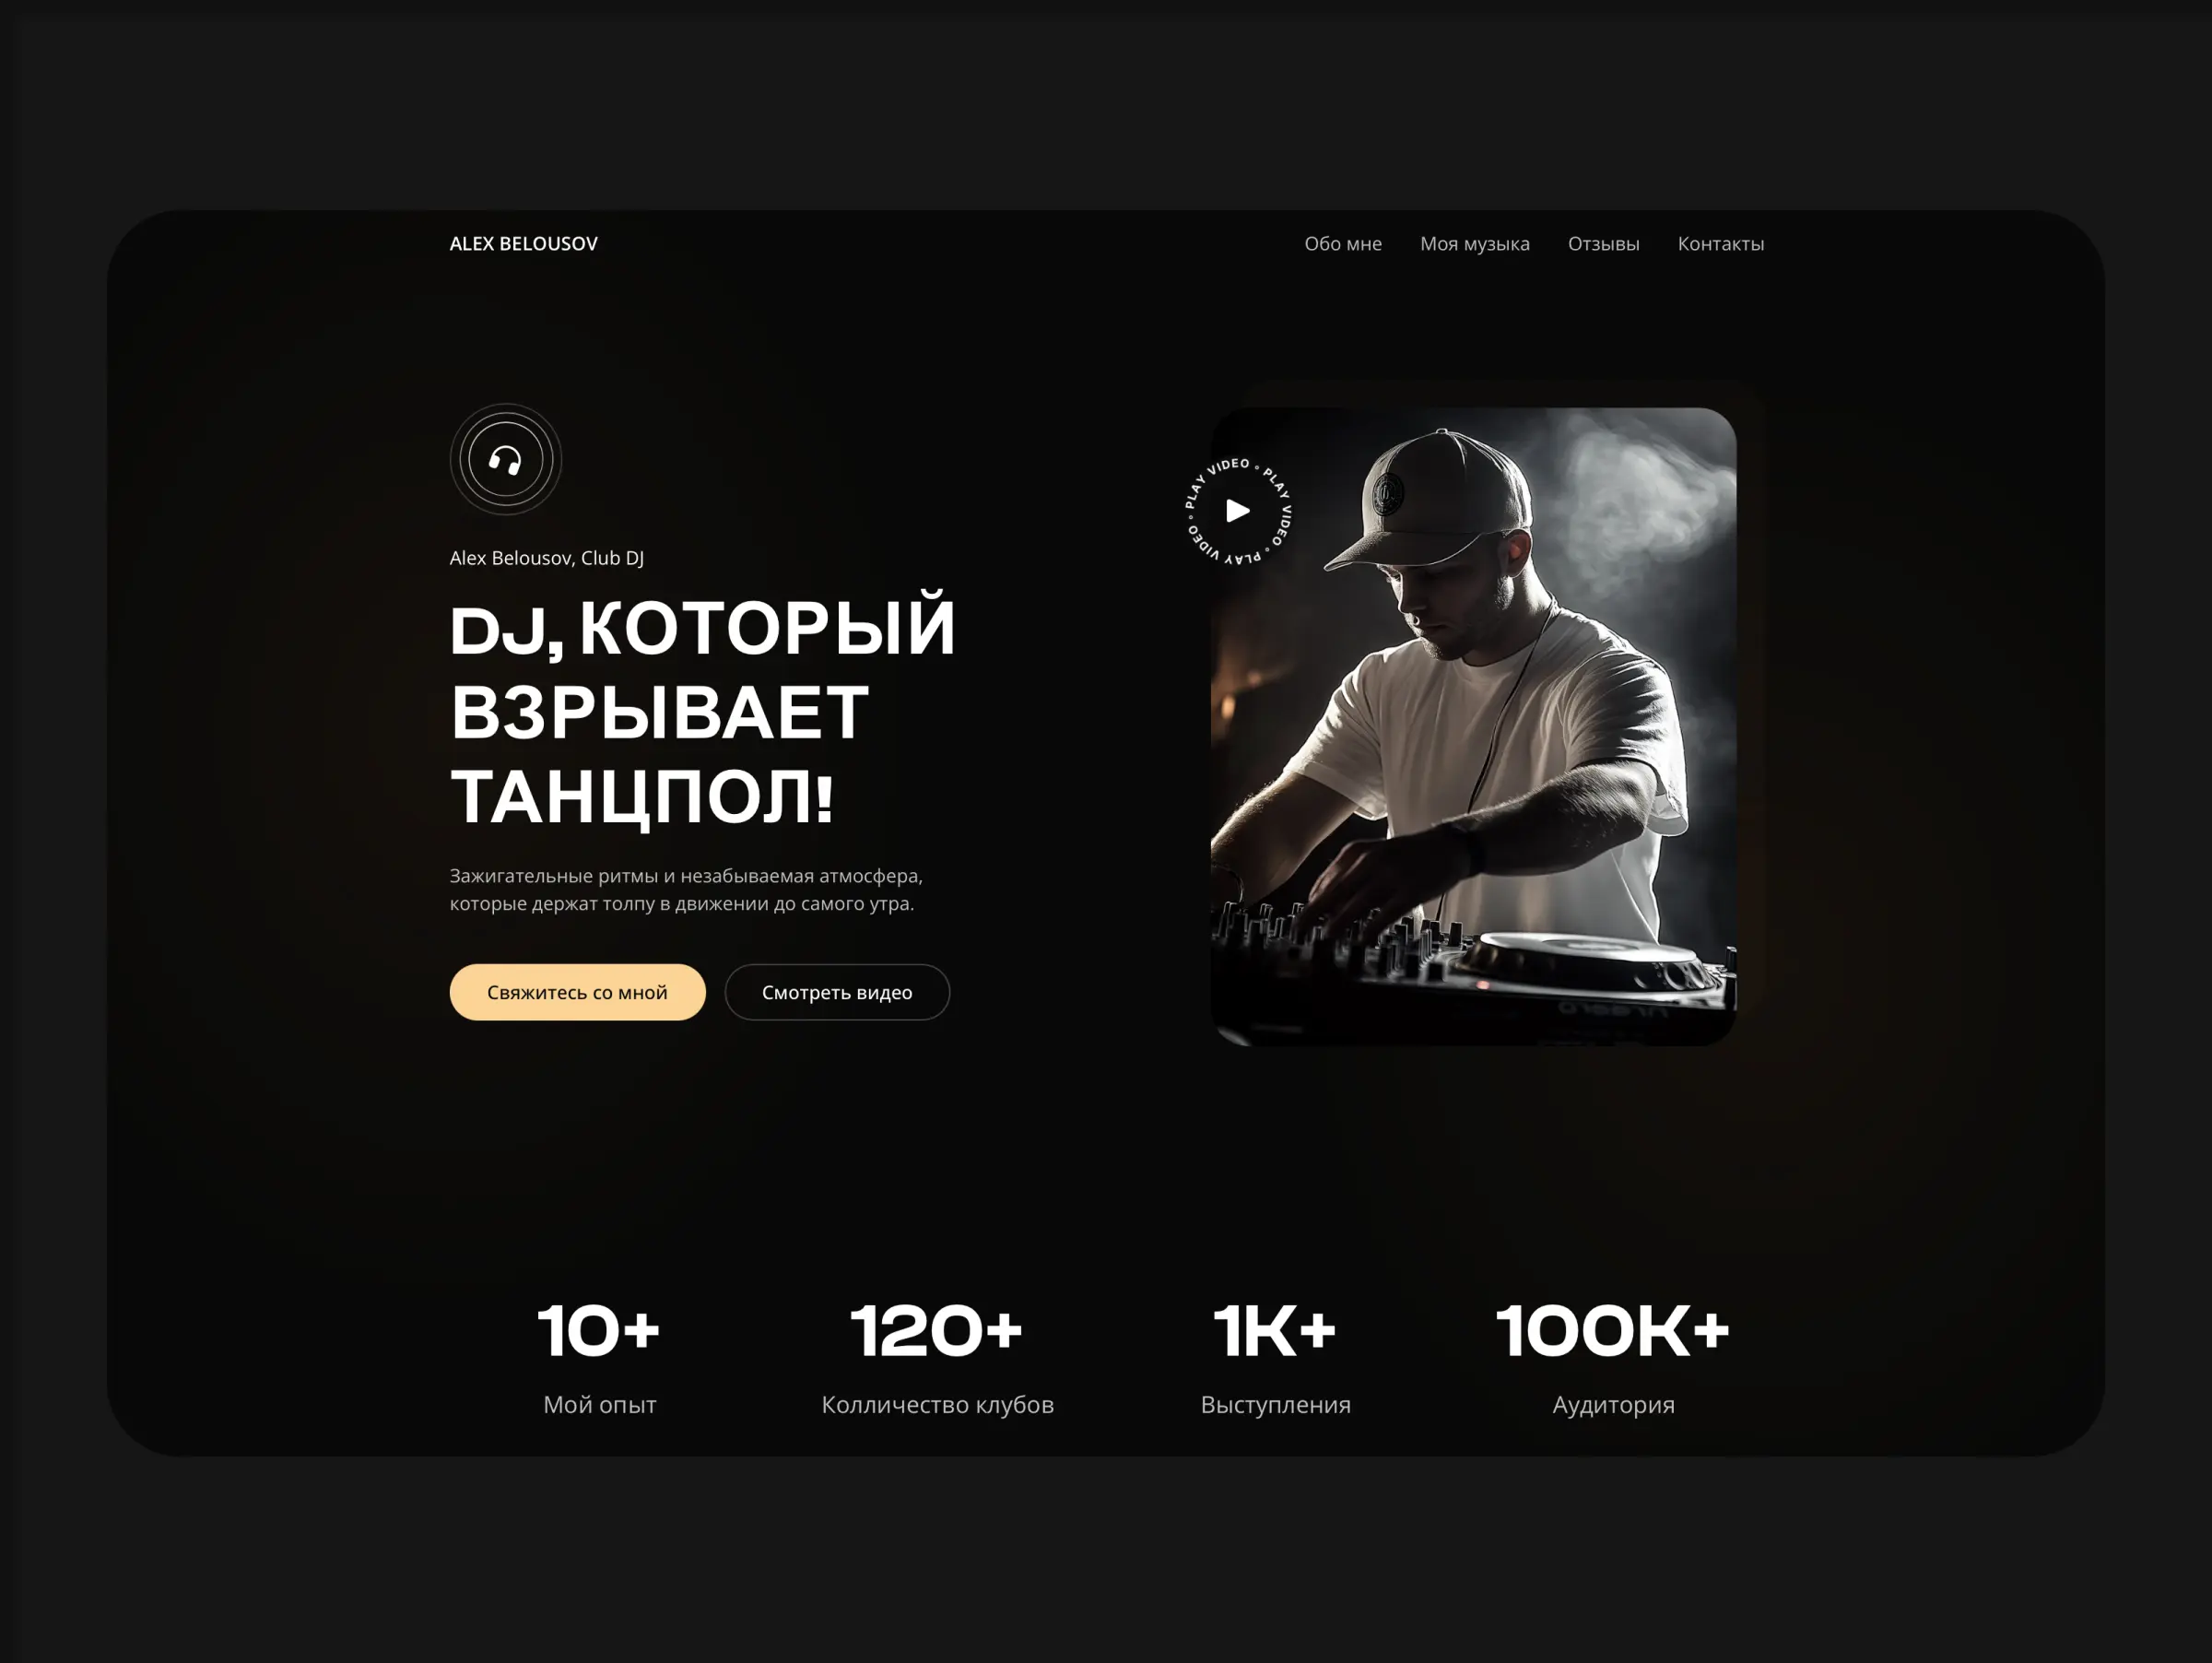 ALEX BELOUSOV
Обо мне Моя музыка Отзывы Контакты
PLAY VIDEO • PLAY VIDEO • PLAY VIDEO •
Alex Belousov, Club DJ
DJ, КОТОРЫЙ
ВЗРЫВАЕТ
ТАНЦПОЛ!
Зажигательные ритмы и незабываемая атмосфера,
которые держат толпу в движении до самого утра.
Свяжитесь со мной Смотреть видео
10+ 120+ 1K+ 100K+
Мой опыт Колличество клубов Выступления Аудитория